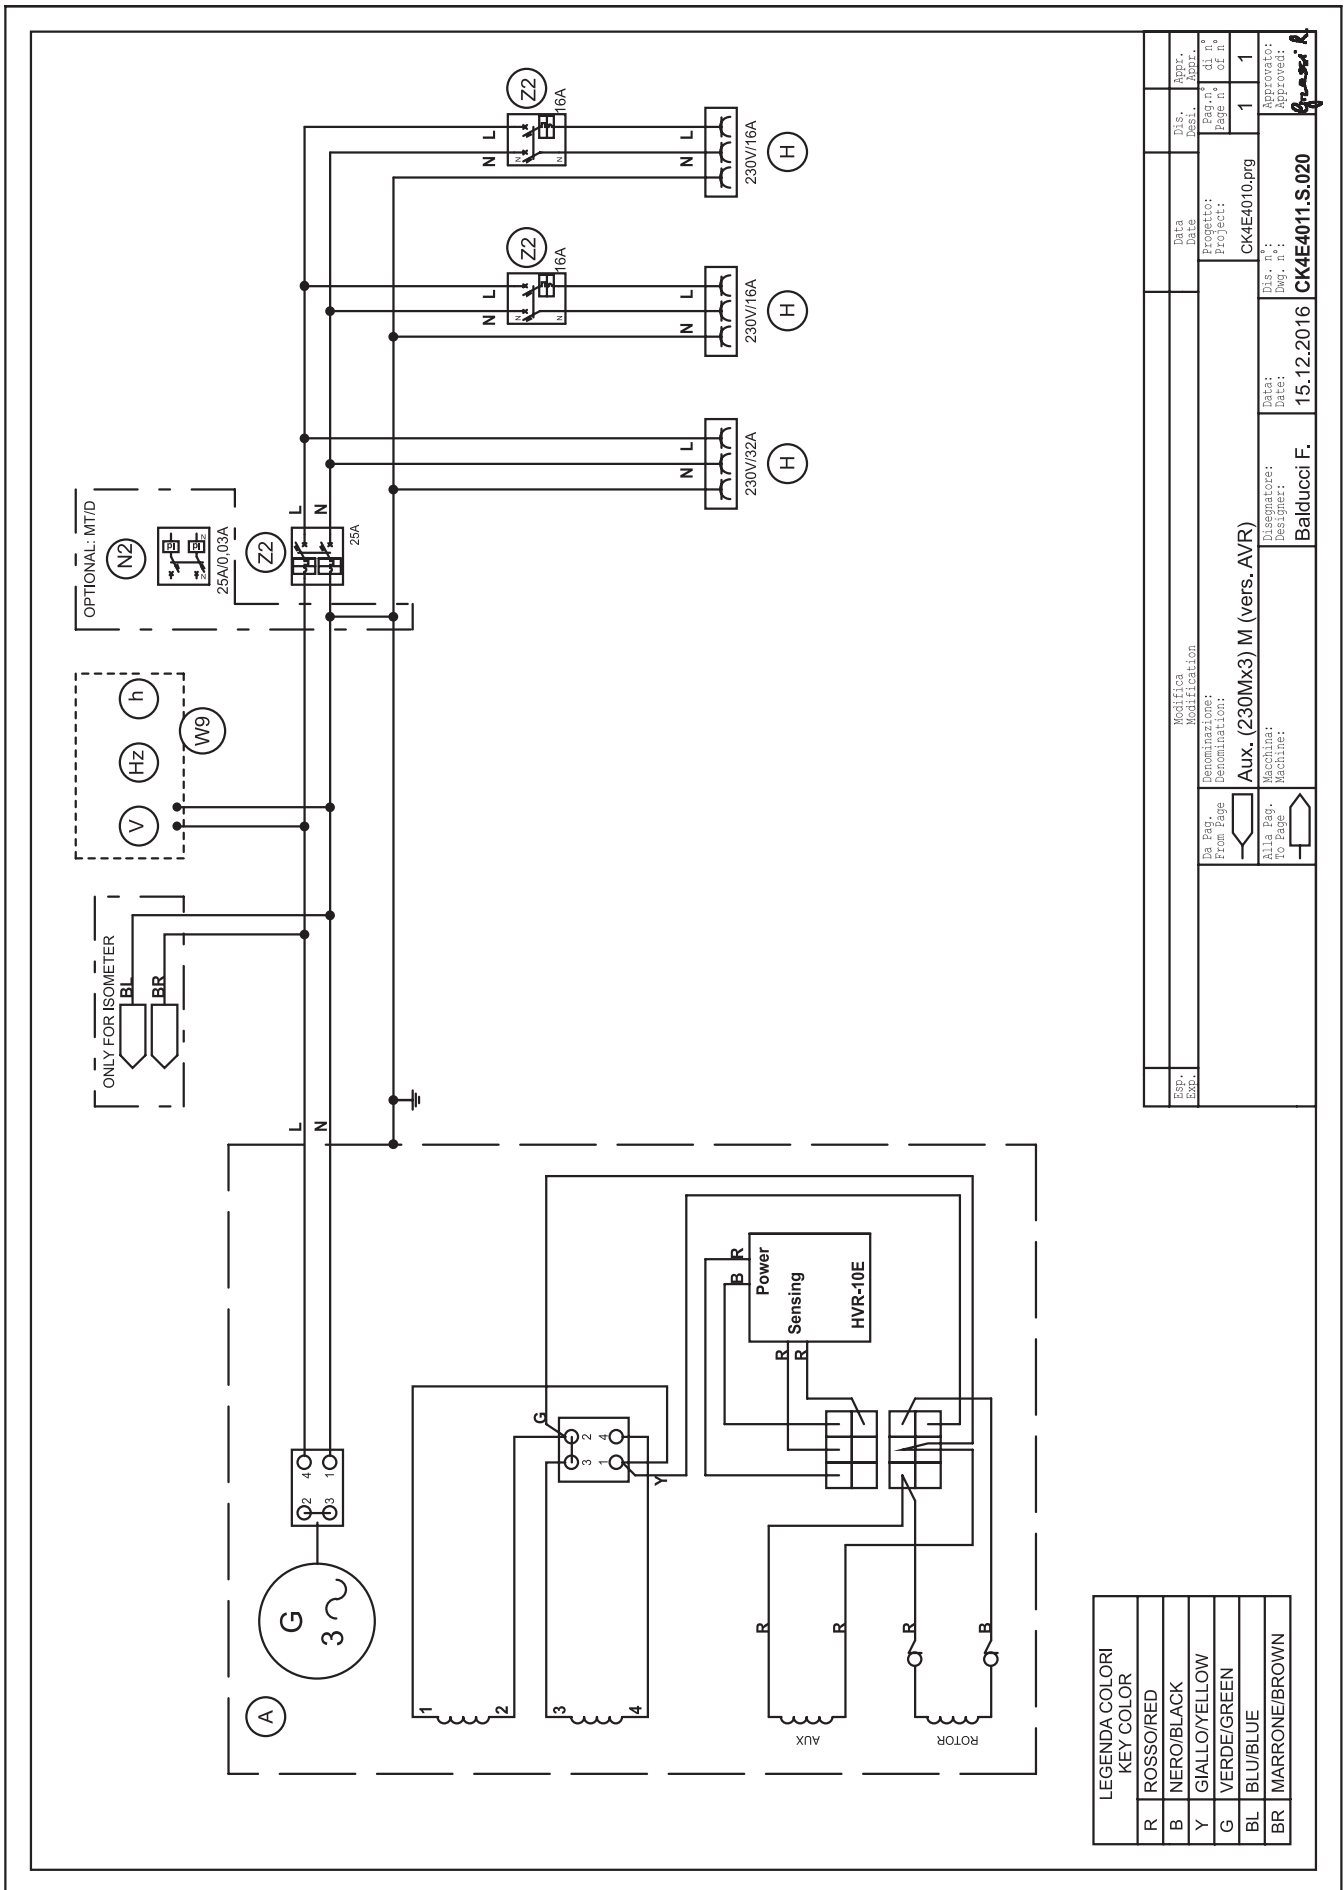 A
G
3
2
4
3
1
L
N
ONLY FOR ISOMETER
BL
BR
V
Hz
h
W9
OPTIONAL: MT/D
N2
Id
Id
N
N
25A/0,03A
Z2
25A
L
N
L
N
230V/32A
H
L
N
N
N
Z2
16A
L
N
230V/16A
H
L
N
N
N
Z2
16A
L
N
230V/16A
H
1
2
3
4
G
2
4
3
1
Y
B
R
Power
Sensing
HVR-10E
R
R
R
R
AUX
R
B
ROTOR
LEGENDA COLORI
KEY COLOR
R ROSSO/RED
B NERO/BLACK
Y GIALLO/YELLOW
G VERDE/GREEN
BL BLU/BLUE
BR MARRONE/BROWN
Esp.
Exp.
Modifica
Modification
Data
Date
Dis.
Desi.
Appr.
Appr.
Da Pag.
From Page
Denominazione:
Denomination:
Aux. (230Mx3) M (vers. AVR)
Progetto:
Project:
CK4E4010.prg
Pag.n°
Page n°
1
di n°
of n°
1
Alla Pag.
To Page
Macchina:
Machine:
Disegnatore:
Designer:
Balducci F.
Data:
Date:
15.12.2016
Dis. n°:
Dwg. n°:
CK4E4011.S.020
Approvato:
Approved: